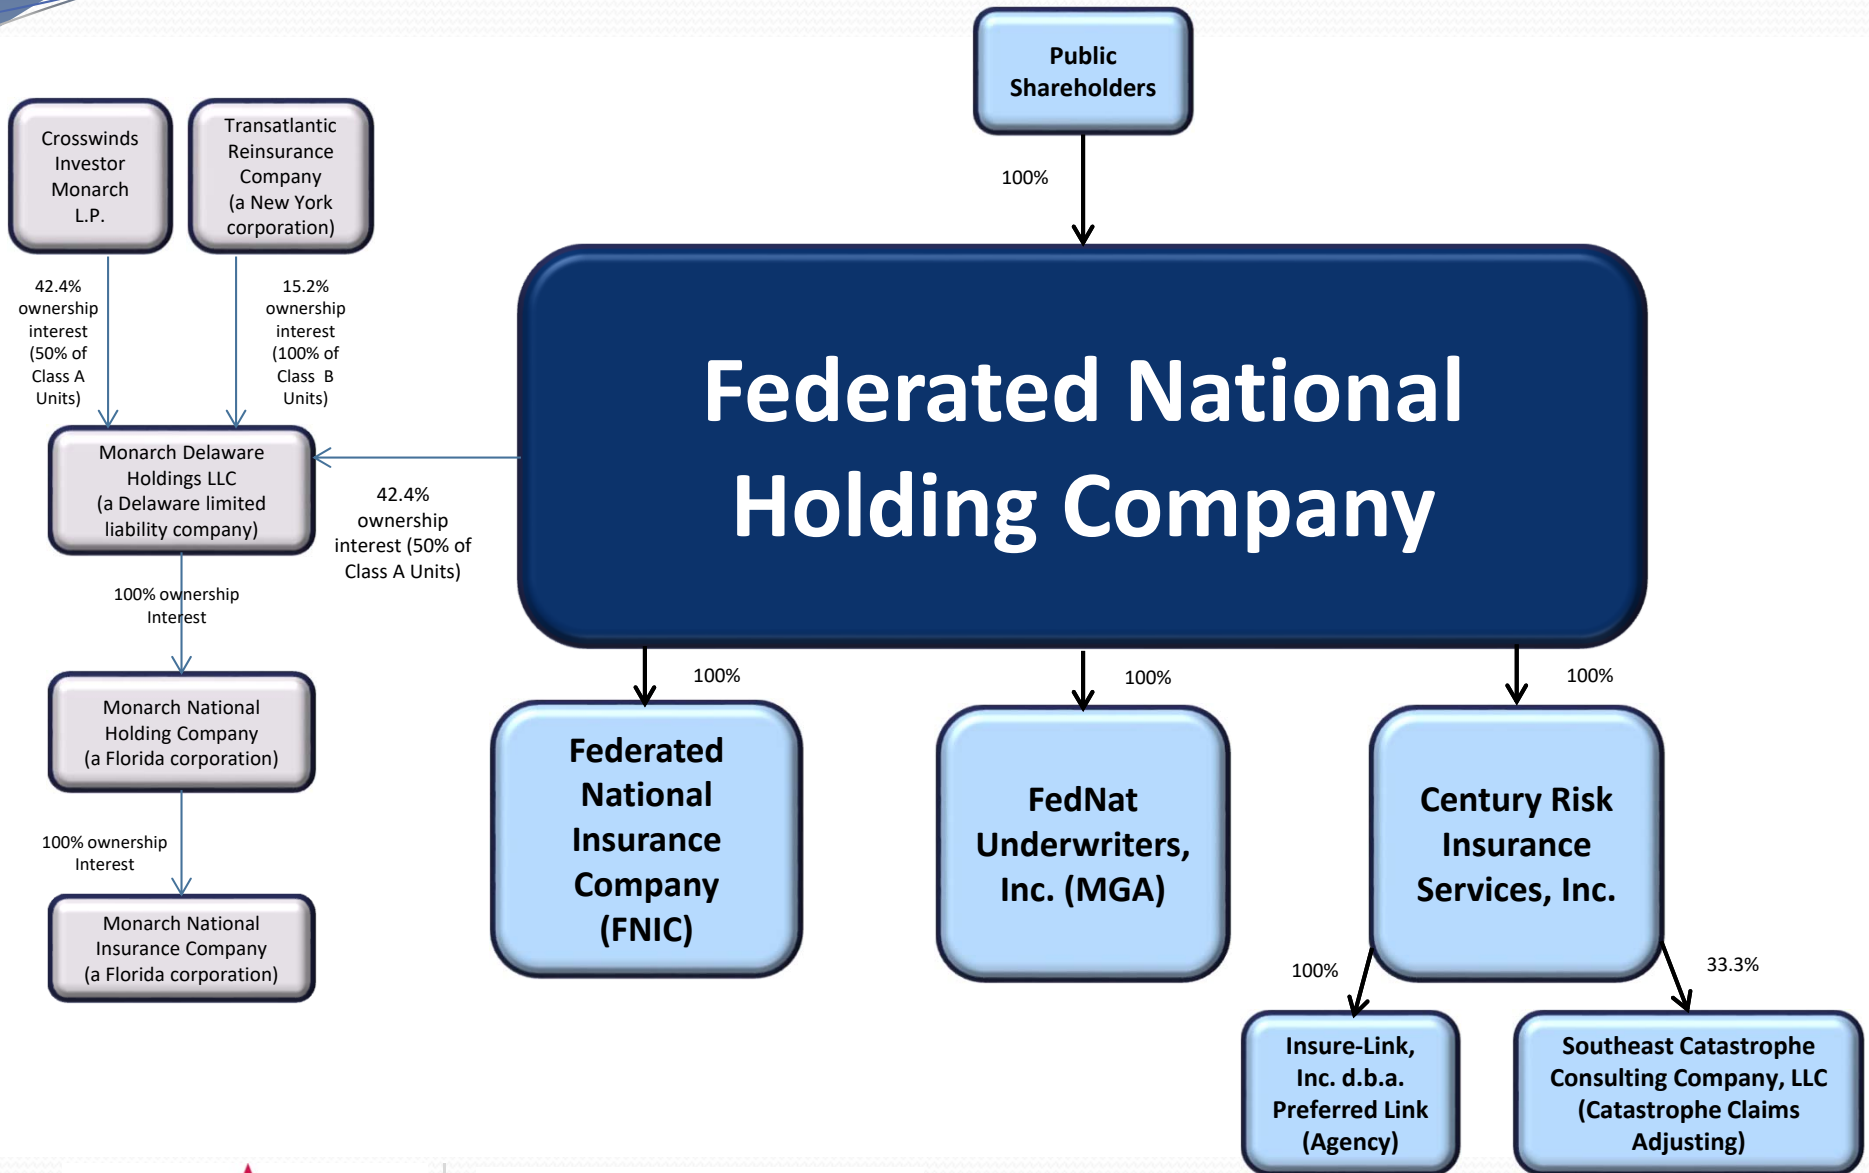 Public
Shareholders
100%
Crosswinds
Investor
Monarch
L.P.
Transatlantic
Reinsurance
Company
(a New York
corporation)
42.4%
ownership
interest
(50% of
Class A
Units)
15.2%
ownership
interest
(100% of
Class B
Units)
Federated National
Holding Company
Monarch Delaware
Holdings LLC
(a Delaware limited
liability company)
42.4%
ownership
interest (50% of
Class A Units)
100% ownership
Interest
Monarch National
Holding Company
(a Florida corporation)
100% ownership
Interest
Monarch National
Insurance Company
(a Florida corporation)
100%
100%
100%
Federated
National
Insurance
Company
(FNIC)
FedNat
Underwriters,
Inc. (MGA)
Century Risk
Insurance
Services, Inc.
100%
33.3%
Insure-Link,
Inc. d.b.a.
Preferred Link
(Agency)
Southeast Catastrophe
Consulting Company, LLC
(Catastrophe Claims
Adjusting)